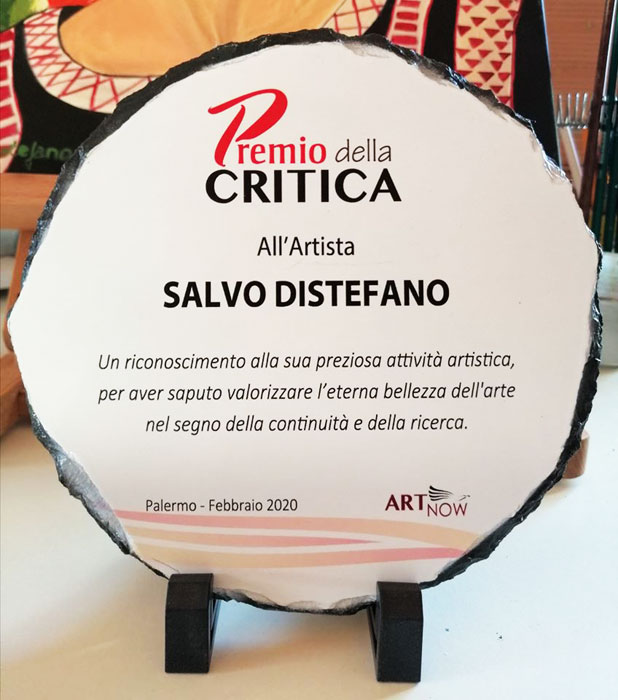 Premio della
CRITICA
All'Artista
SALVO DISTEFANO
Un riconoscimento alla sua preziosa attività artistica,
per aver saputo valorizzare l'eterna bellezza dell'arte
nel segno della continuità e della ricerca.
Palermo - Febbraio 2020
ART NOW